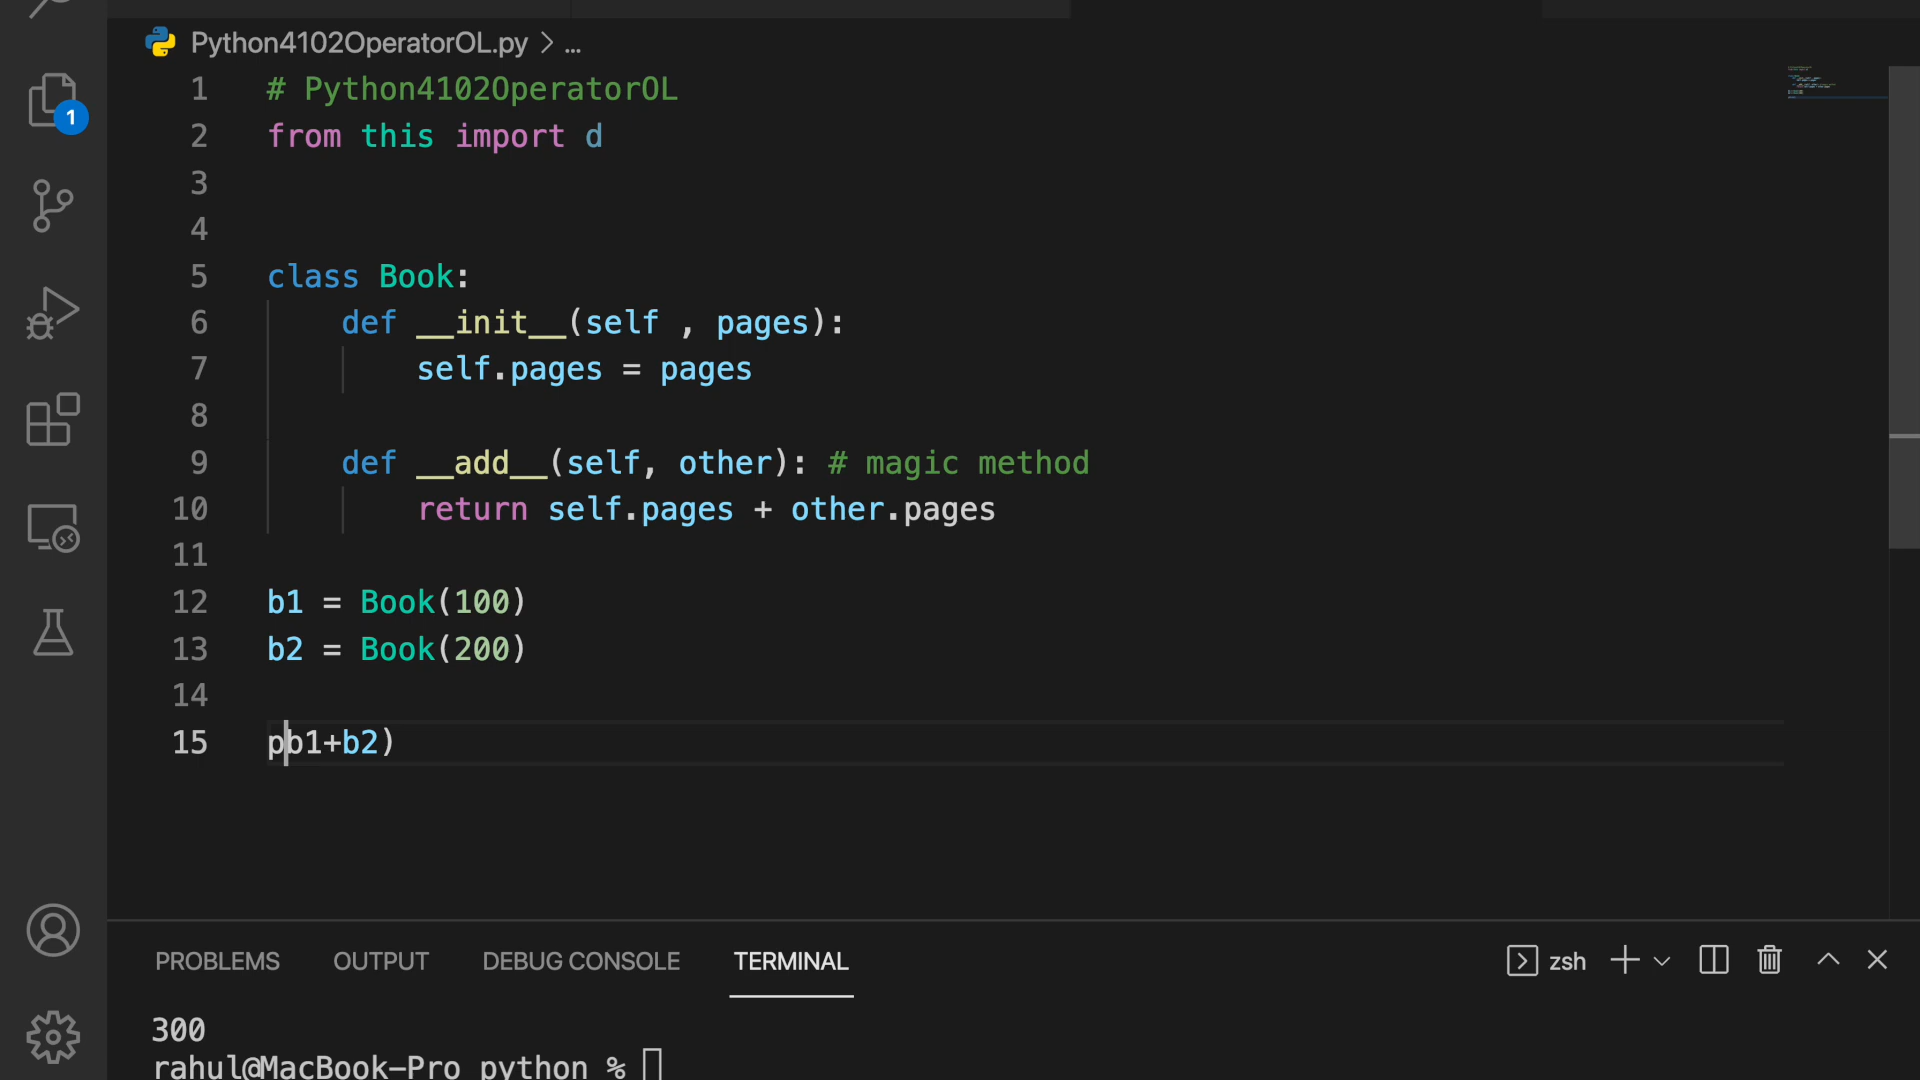 Python4102OperatorOL.py > ...
1 # Python4102OperatorOL
2 from this import d
3
4
5 class Book:
6 def __init__(self , pages):
7 self.pages = pages
8
9 def __add__(self, other): # magic method
10 return self.pages + other.pages
11
12 b1 = Book(100)
13 b2 = Book(200)
14
15 pb1+b2)
1
PROBLEMS OUTPUT DEBUG CONSOLE TERMINAL zsh
300
rahul@MacBook-Pro python %